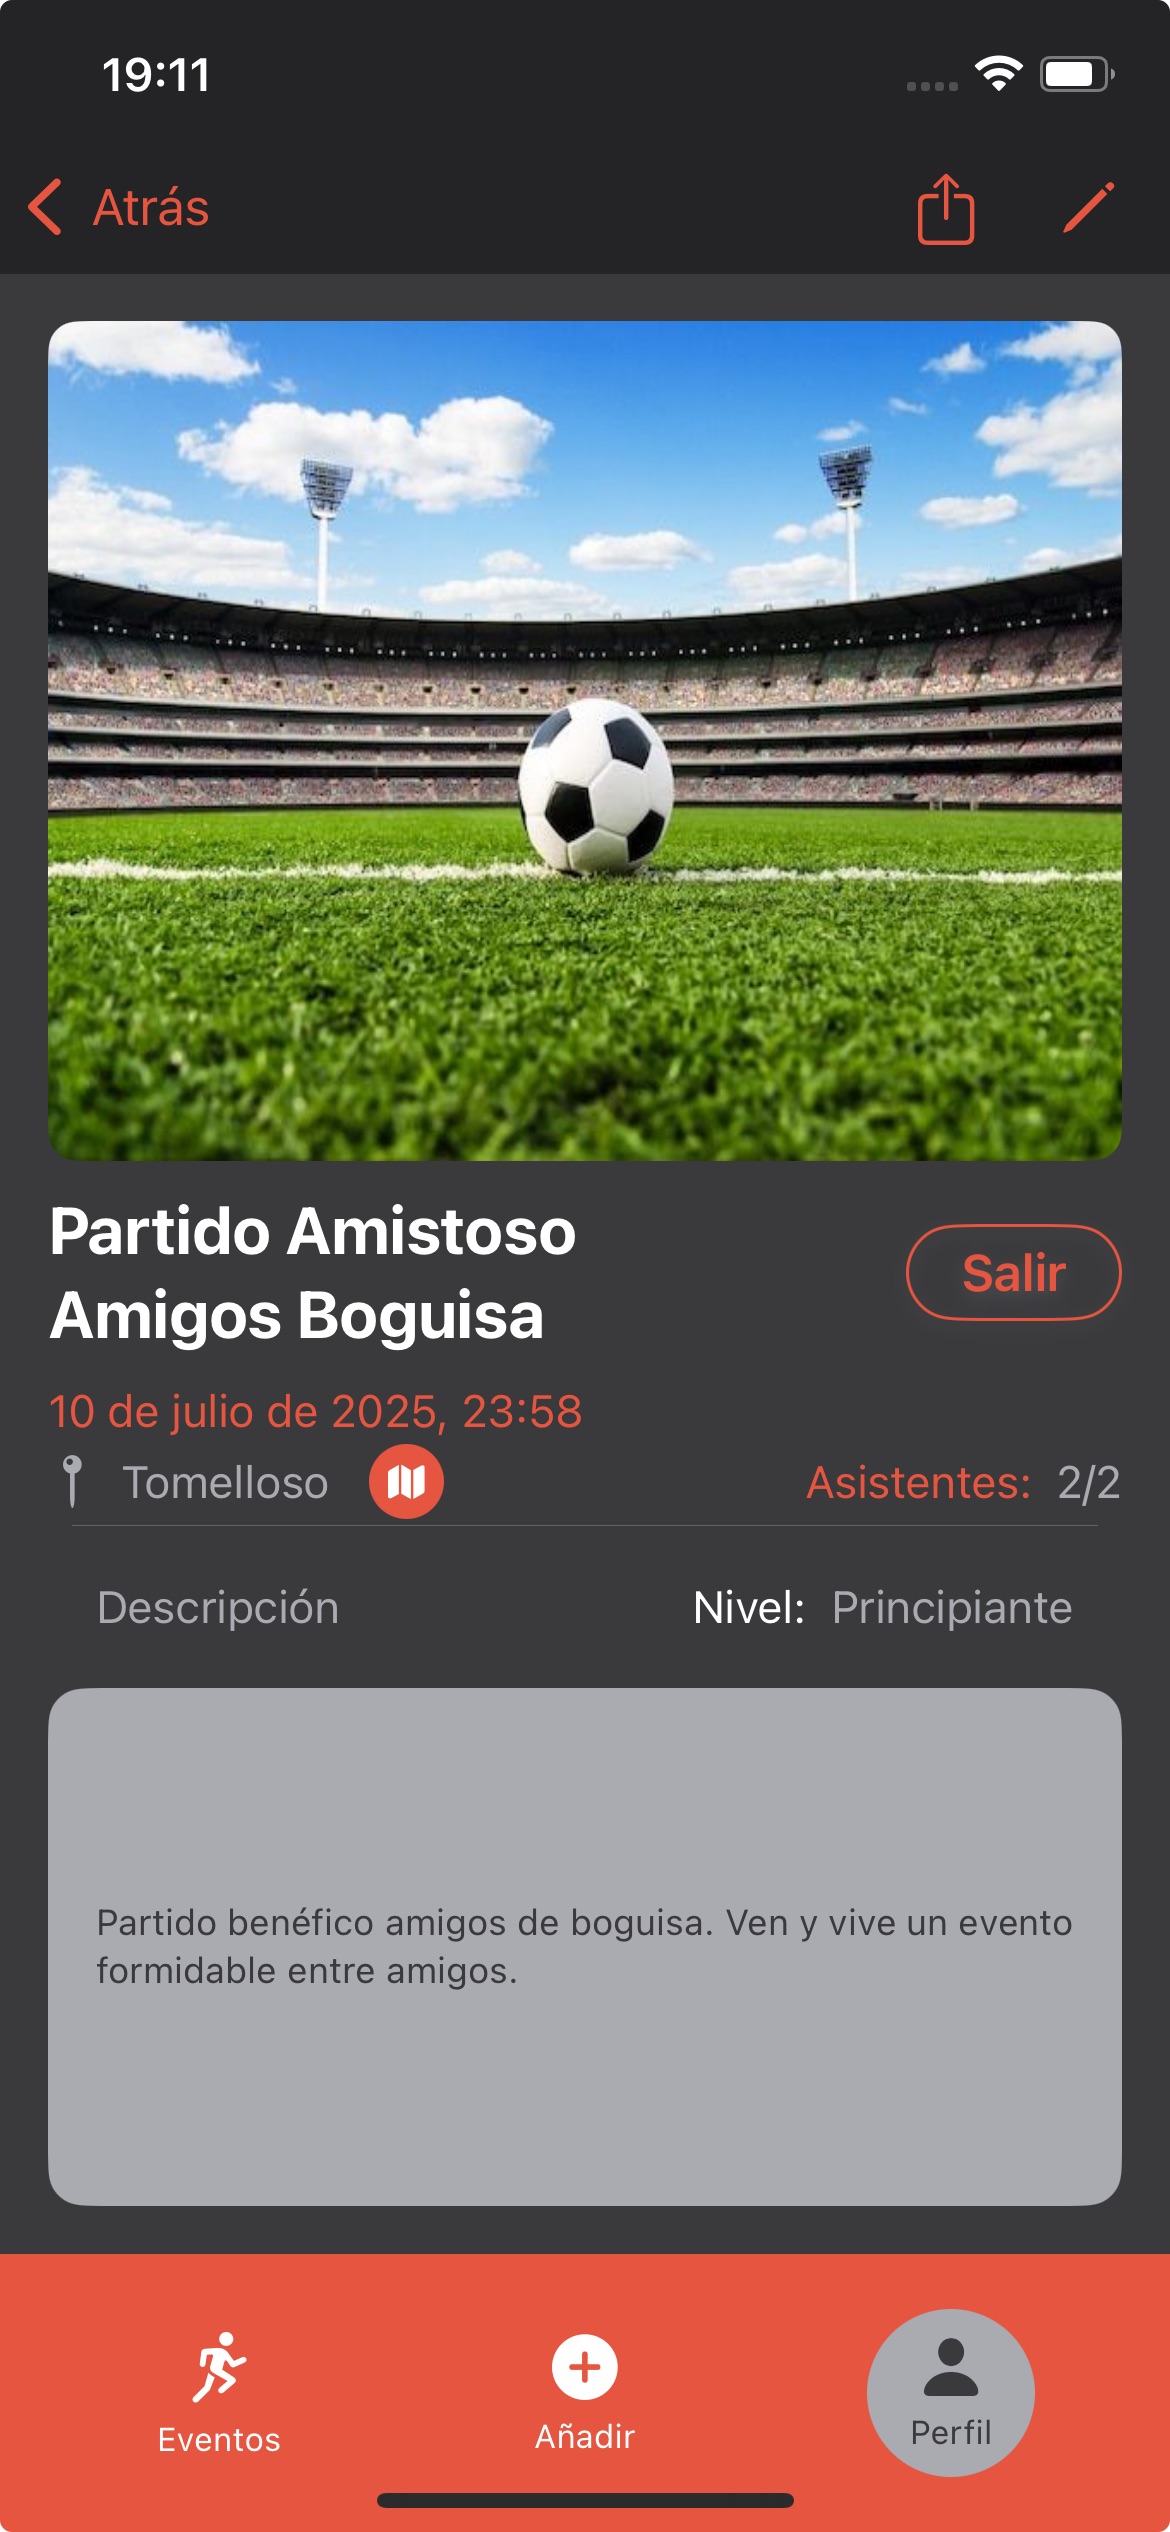 19:11
Atrás
Partido Amistoso
Amigos Boguisa
Salir
10 de julio de 2025, 23:58
Tomelloso
Asistentes: 2/2
Descripción
Nivel: Principiante
Partido benéfico amigos de boguisa. Ven y vive un evento
formidable entre amigos.
Eventos
Añadir
Perfil